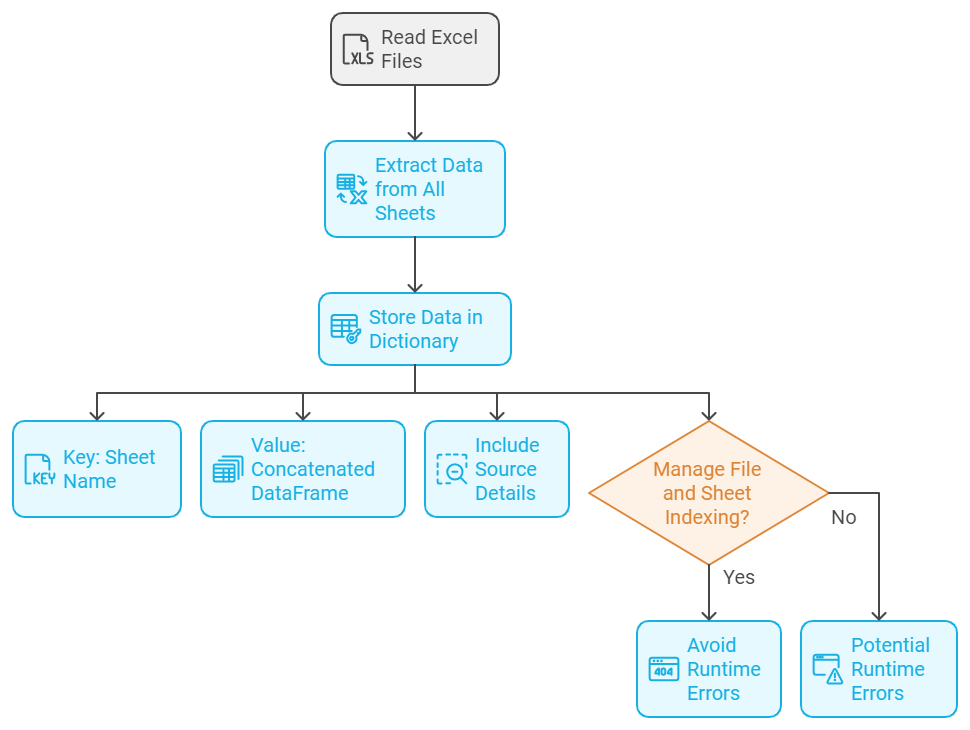 Read Excel
Files
XLS
Extract Data
from All
Sheets
Store Data in
Dictionary
Key: Sheet
Name
KEY
Value:
Concatenated
DataFrame
Include
Source
Details
Manage File
and Sheet
Indexing?
No
Yes
Avoid
Runtime
Errors
404
Potential
Runtime
Errors